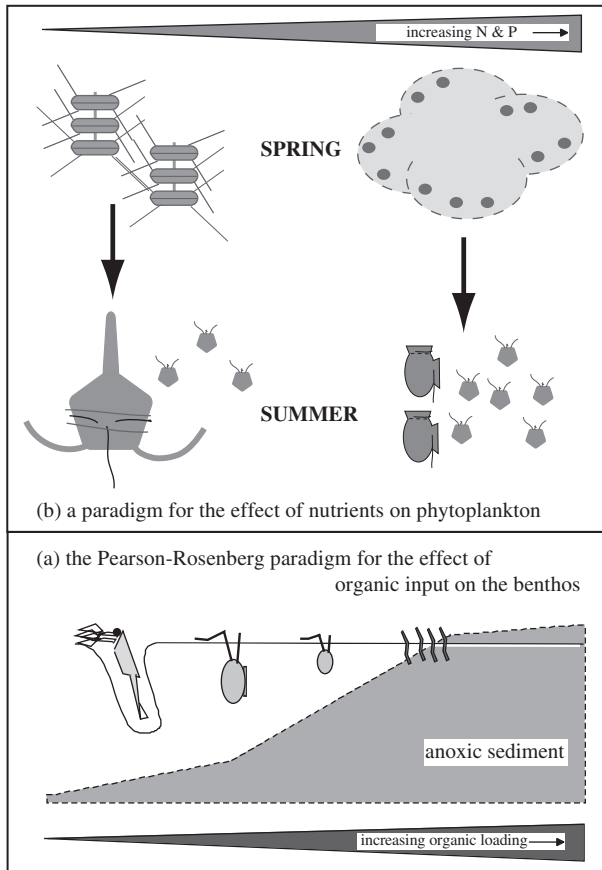 increasing N & P
SPRING
SUMMER
(b) a paradigm for the effect of nutrients on phytoplankton
(a) the Pearson-Rosenberg paradigm for the effect of
organic input on the benthos
anoxic sediment
increasing organic loading